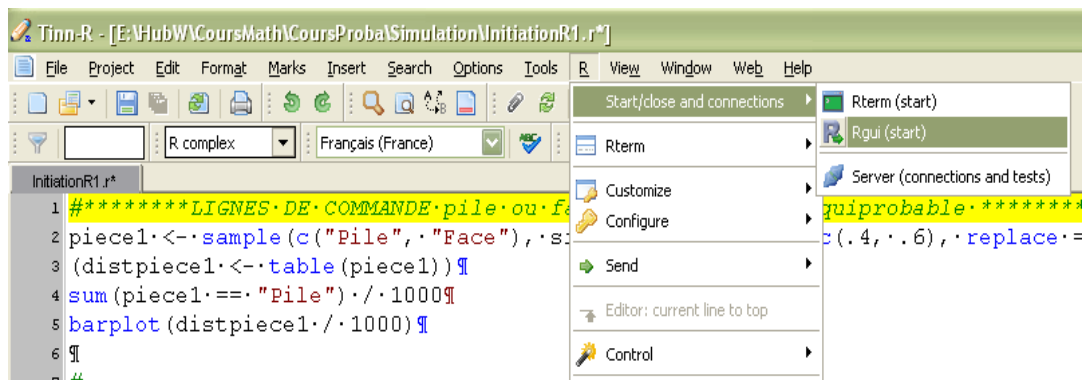 Tinn-R - [E:\HubW\CoursMath\CoursProba\Simulation\InitiationR1.r*]
File Project Edit Format Marks Insert Search Options Tools R View Window Web Help
Start/close and connections
Rterm (start)
Rgui (start)
Server (connections and tests)
R complex
Français (France)
ABC
Rterm
Customize
Configure
Send
Editor: current line to top
Control
InitiationR1.r*
1 #********LIGNES·DE·COMMANDE·pile·ou·fa quiprobable·********
2 piece1·<-·sample(c("Pile",·"Face"),·si c(.4,·.6),·replace·=
3 (distpiece1·<-·table(piece1))¶
4 sum(piece1·==·"Pile")·/·1000¶
5 barplot(distpiece1·/·1000)¶
6 ¶